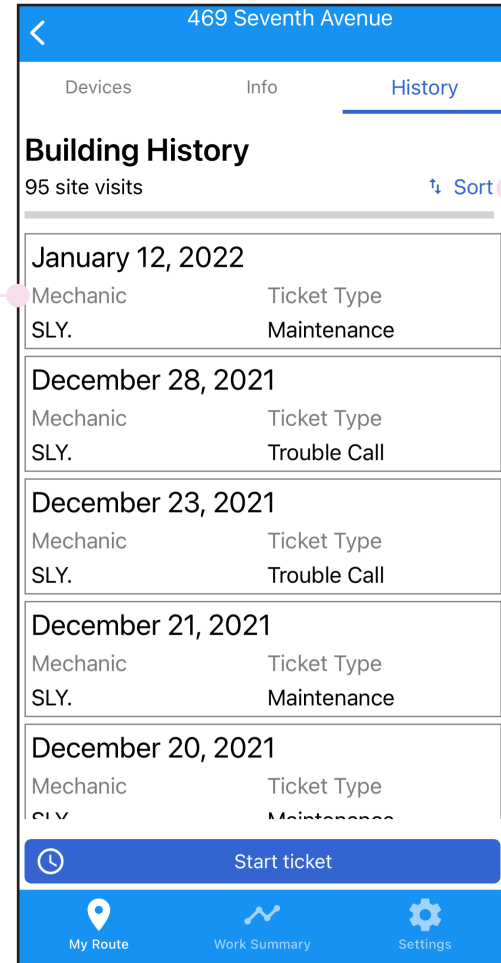 469 Seventh Avenue
Devices Info History
Building History
95 site visits Sort
January 12, 2022
Mechanic Ticket Type
SLY. Maintenance
December 28, 2021
Mechanic Ticket Type
SLY. Trouble Call
December 23, 2021
Mechanic Ticket Type
SLY. Trouble Call
December 21, 2021
Mechanic Ticket Type
SLY. Maintenance
December 20, 2021
Mechanic Ticket Type
SLY Maintenance
Start ticket
My Route Work Summary Settings